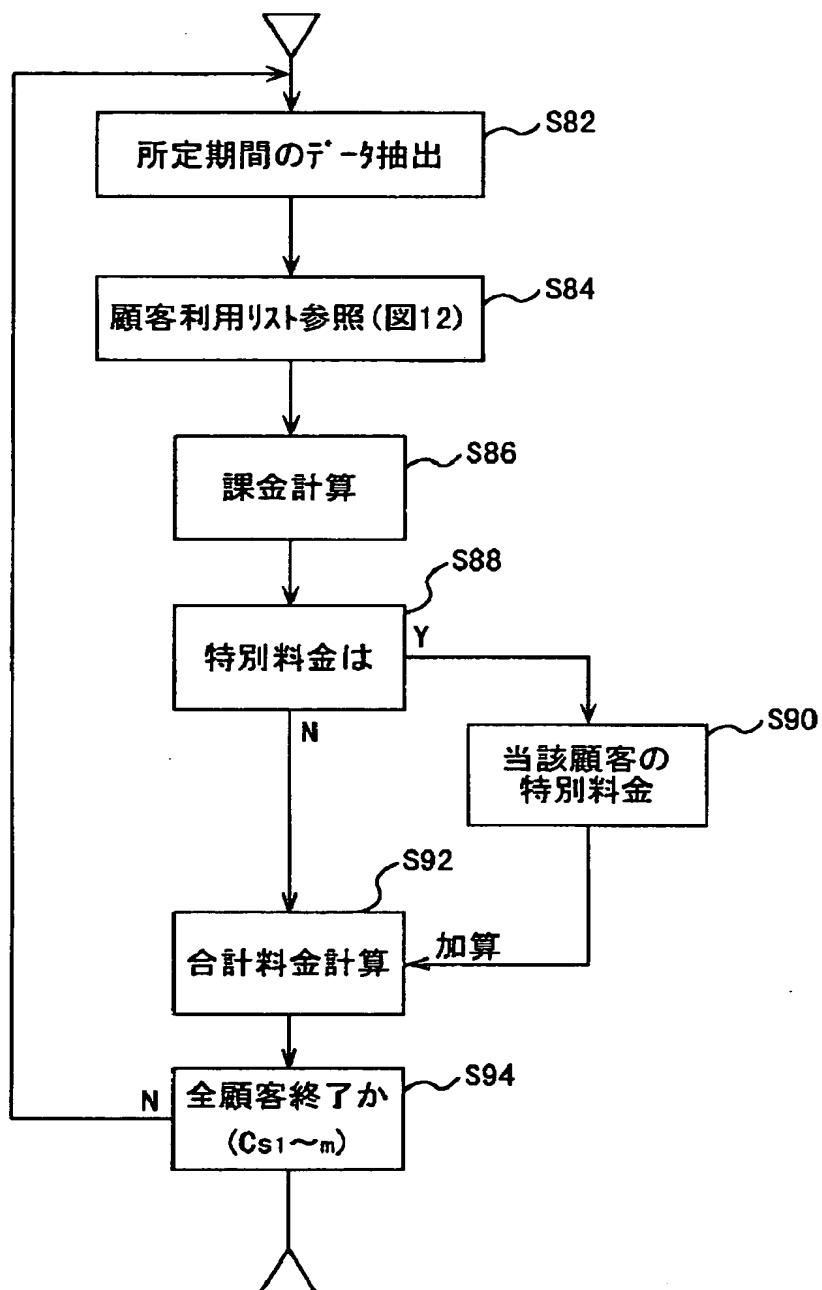 S82
所定期間のデータ抽出
S84
顧客利用リスト参照(図12)
S86
課金計算
S88
特別料金は
Y
N
S90
当該顧客の
特別料金
S92
合計料金計算
加算
S94
全顧客終了か
(Cs1〜m)
N